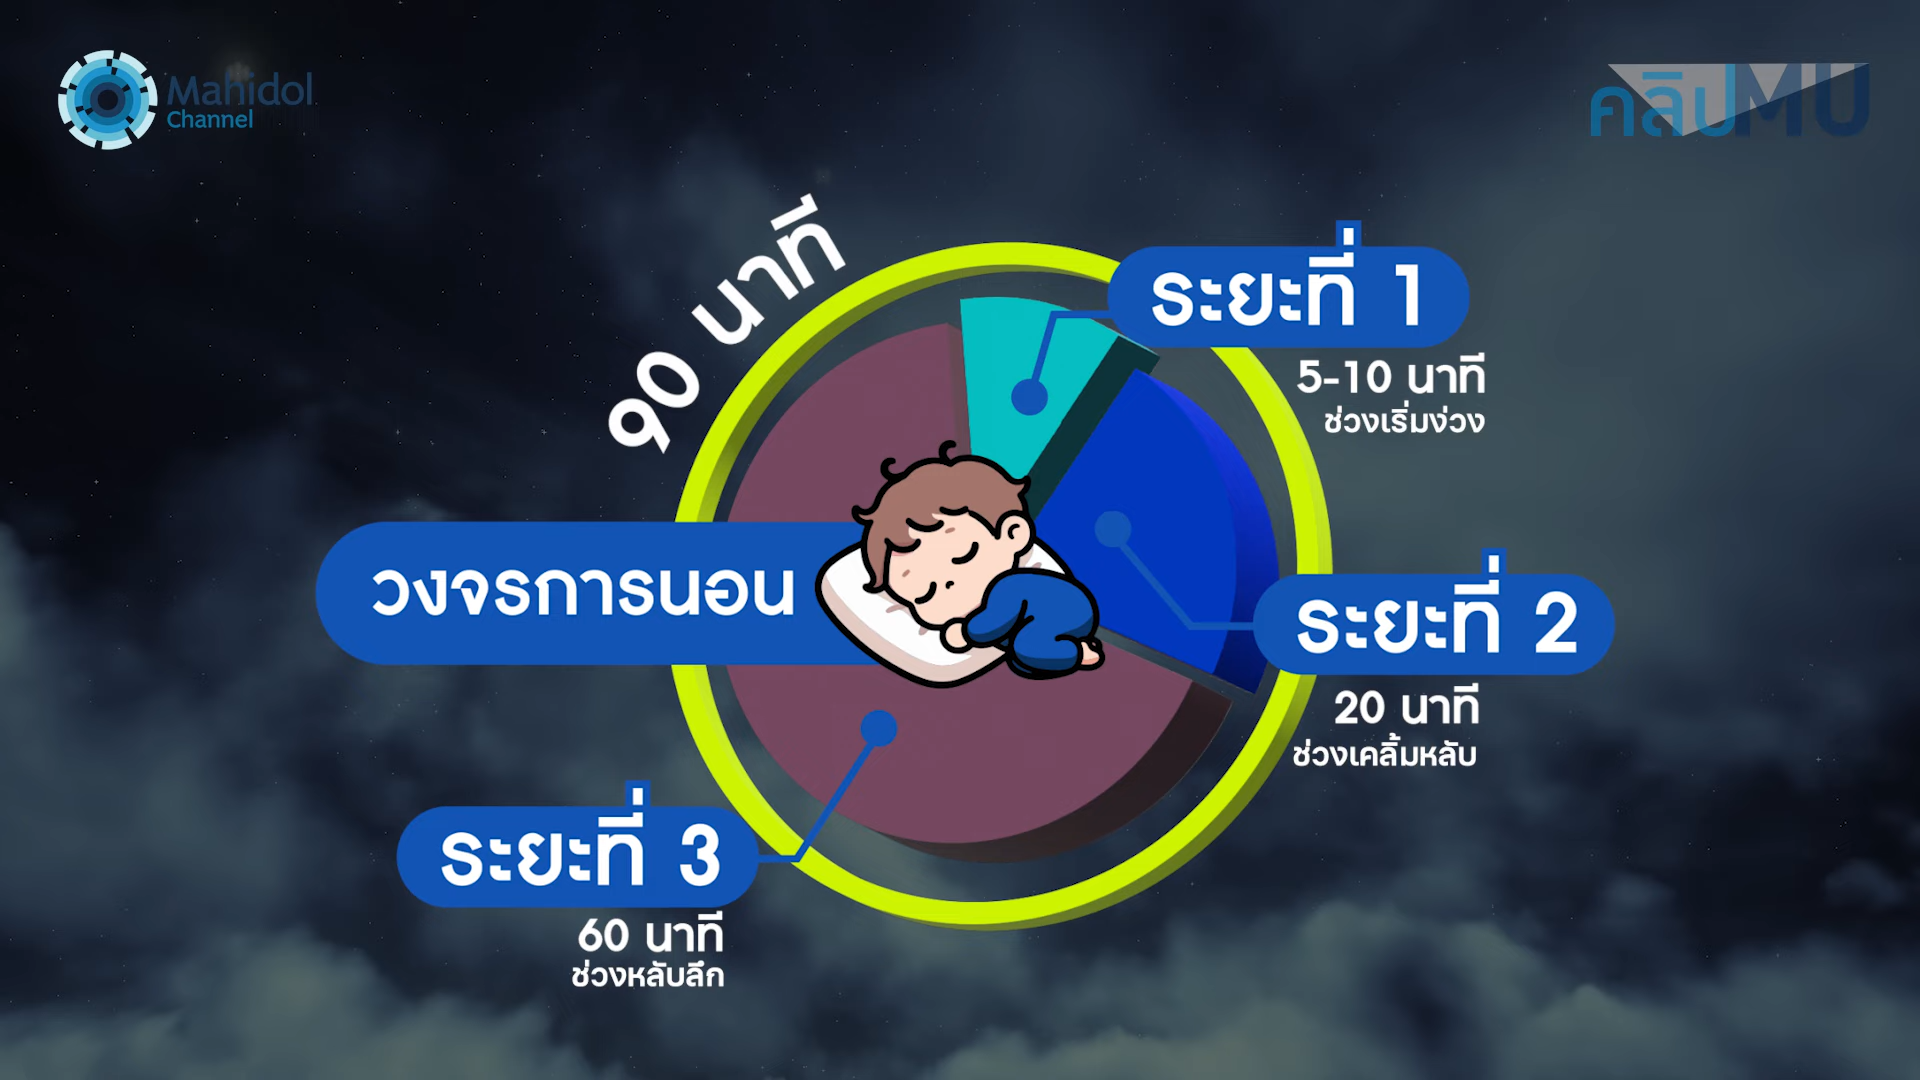 Mahidol
Channel
คลิปMU
90 นาที
ระยะที่ 1
5-10 นาที
ช่วงเริ่มง่วง
วงจรการนอน
ระยะที่ 2
20 นาที
ช่วงเคลิ้มหลับ
ระยะที่ 3
60 นาที
ช่วงหลับลึก